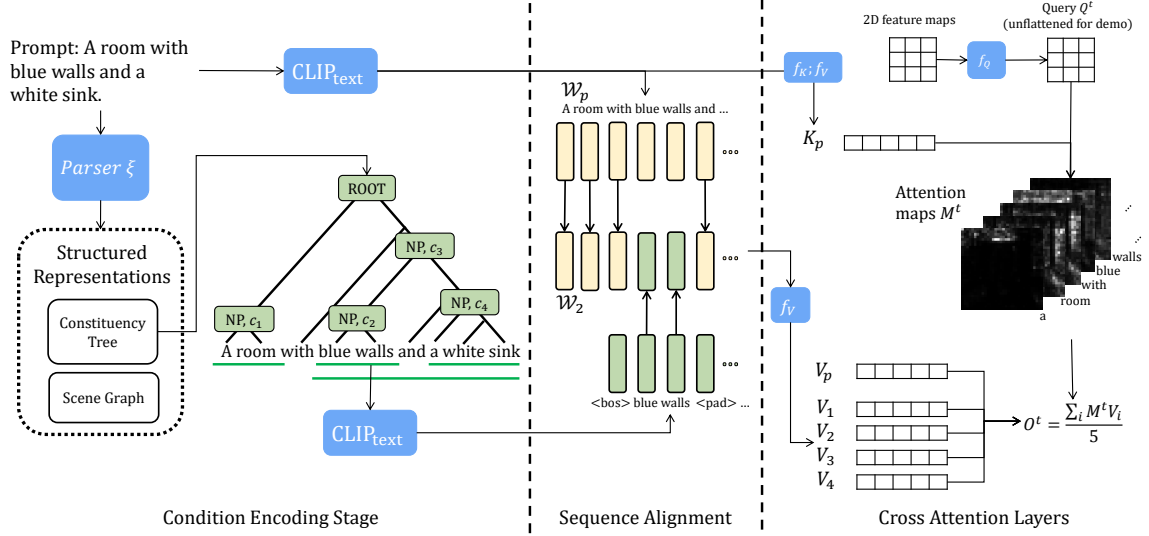 Prompt: A room with
blue walls and a
white sink.
CLIPtext
Parser ξ
Structured
Representations
Constituency
Tree
Scene Graph
ROOT
NP, c3
NP, c4
NP, c1
NP, c2
A room with blue walls and a white sink
CLIPtext
Condition Encoding Stage
𝒲p
A room with blue walls and ...
...
...
𝒲2
...
<bos> blue walls <pad> ...
Sequence Alignment
2D feature maps
Query Q^t
(unflattened for demo)
fK; fV
fQ
Kp
Attention
maps M^t
...
...
walls
blue
with
room
a
fV
Vp
V1
V2
V3
V4
O^t = ∑i M^t Vi / 5
Cross Attention Layers